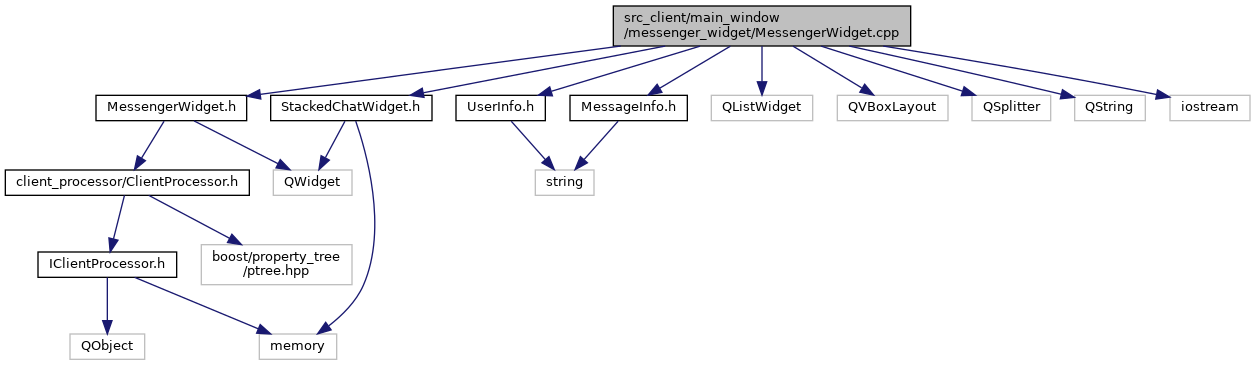 src_client/main_window
/messenger_widget/MessengerWidget.cpp
MessengerWidget.h
StackedChatWidget.h
UserInfo.h
MessageInfo.h
QListWidget
QVBoxLayout
QSplitter
QString
iostream
client_processor/ClientProcessor.h
QWidget
string
IClientProcessor.h
boost/property_tree
/ptree.hpp
QObject
memory